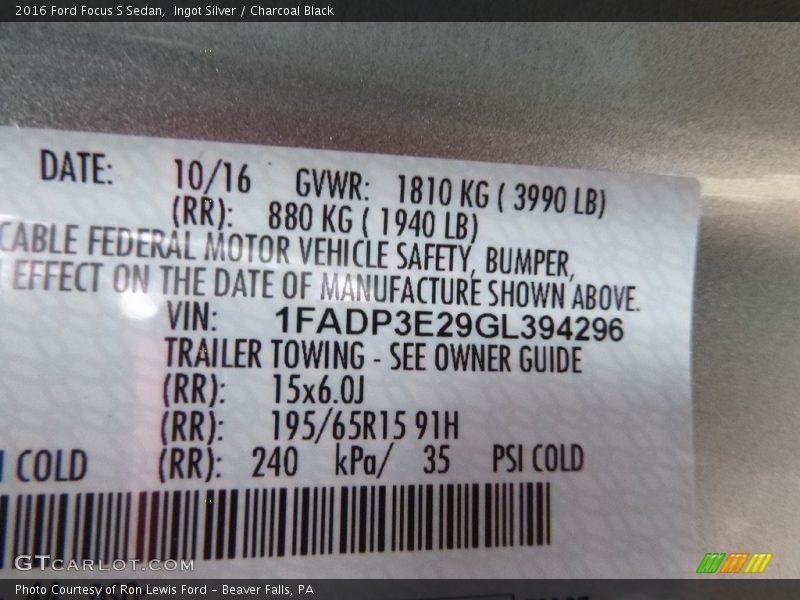 2016 Ford Focus S Sedan,  Ingot Silver / Charcoal Black
DATE: 10/16 GVWR: 1810 KG ( 3990 LB)
(RR): 880 KG ( 1940 LB)
CABLE FEDERAL MOTOR VEHICLE SAFETY, BUMPER,
EFFECT ON THE DATE OF MANUFACTURE SHOWN ABOVE.
VIN: 1FADP3E29GL394296
TRAILER TOWING - SEE OWNER GUIDE
(RR): 15x6.0J
(RR): 195/65R15 91H
COLD (RR): 240 kPa/ 35 PSI COLD
GTcarlot.com
Photo Courtesy of Ron Lewis Ford - Beaver Falls, PA